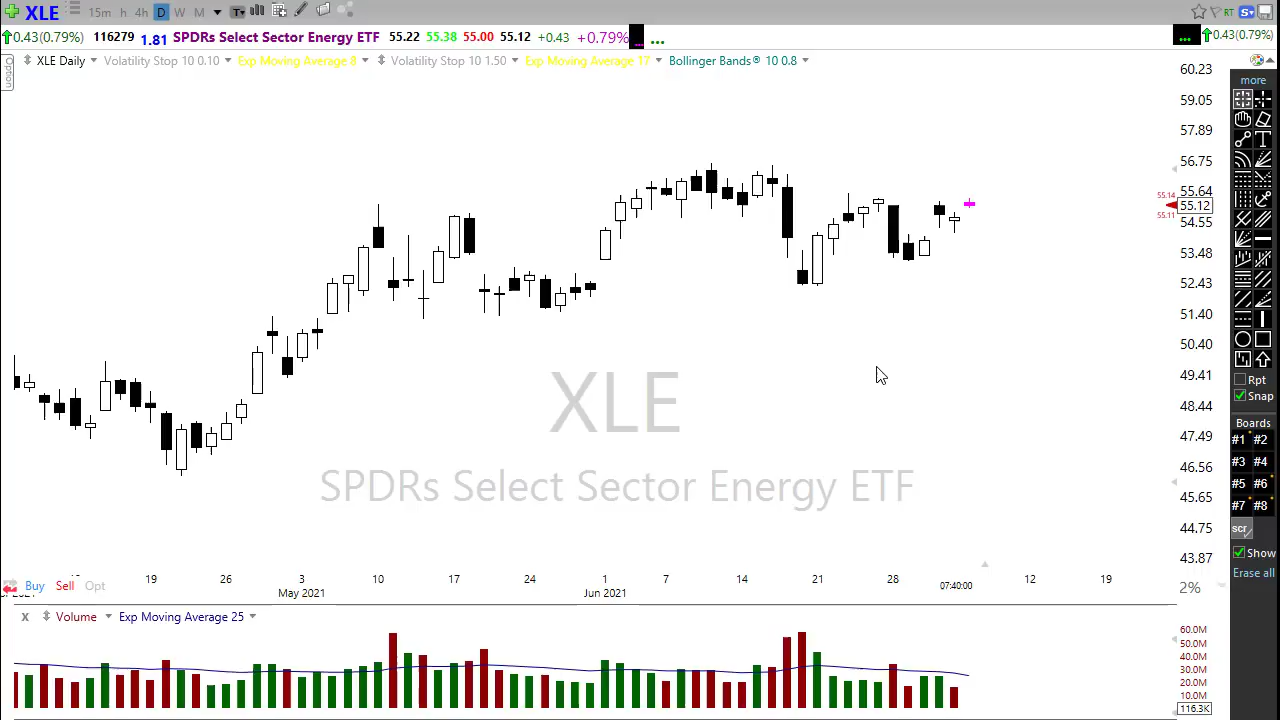 XLE 15m h 4h D W M T RT S
0.43(0.79%) 116279 1.81 SPDRs Select Sector Energy ETF 55.22 55.38 55.00 55.12 +0.43 +0.79% ... ... 0.43(0.79%)
Option
XLE Daily Volatility Stop 10 0.10 Exp Moving Average 8 Volatility Stop 10 1.50 Exp Moving Average 17 Bollinger Bands® 10 0.8
60.23
59.05
57.89
56.75
55.64
55.14
55.12
55.11
54.55
53.48
52.43
51.40
50.40
49.41
48.44
47.49
46.56
45.65
44.75
43.87
XLE
SPDRs Select Sector Energy ETF
19 26 3 10 17 24 1 7 14 21 28 07:40:00 12 19
Buy Sell Opt
May 2021 Jun 2021
2%
X Volume Exp Moving Average 25
60.0M
50.0M
40.0M
30.0M
20.0M
10.0M
116.3K
more
T
Rpt
Snap
Boards
#1 #2
#3 #4
#5 #6
#7 #8
scr
Show
Erase all